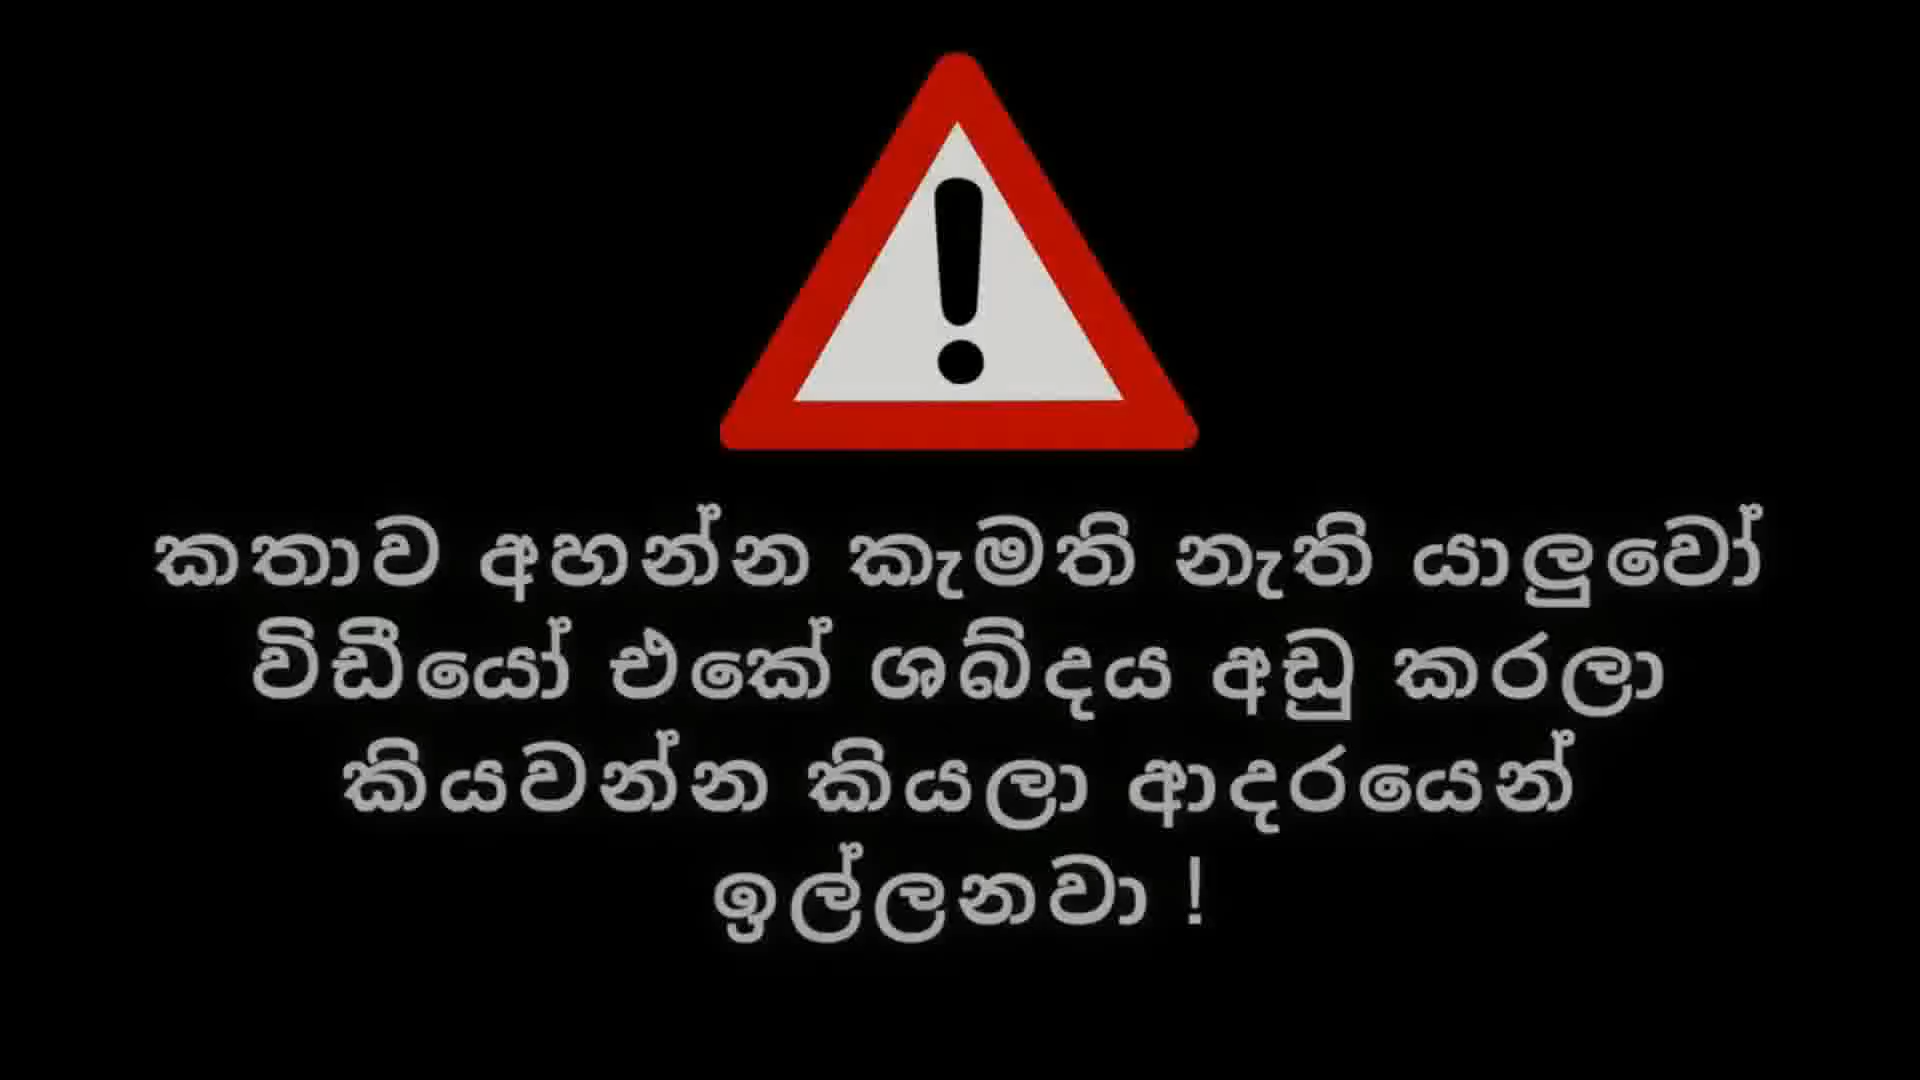 කතාව අහන්න කැමති නැති යාලුවෝ
විඩීයෝ එකේ ශබ්දය අඩු කරලා
කියවන්න කියලා ආදරයෙන්
ඉල්ලනවා !